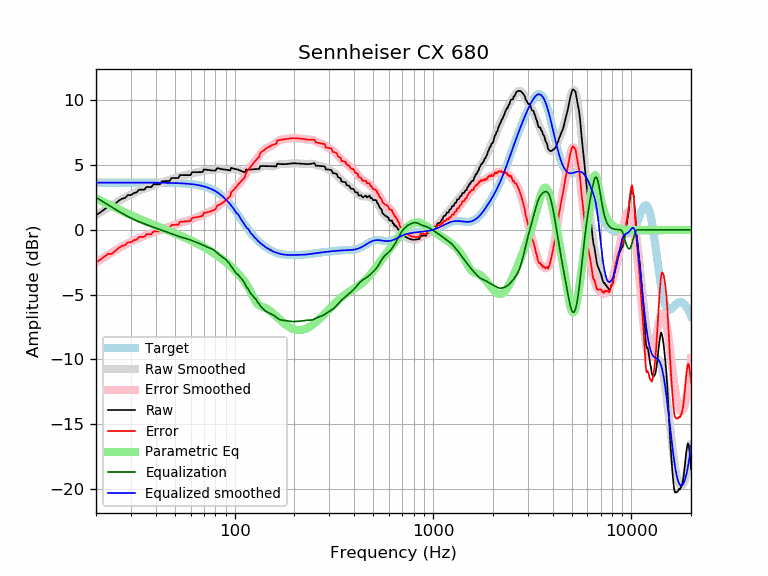 Sennheiser CX 680
Amplitude (dBr)
10
5
0
−5
−10
−15
−20
Target
Raw Smoothed
Error Smoothed
Raw
Error
Parametric Eq
Equalization
Equalized smoothed
100
1000
10000
Frequency (Hz)